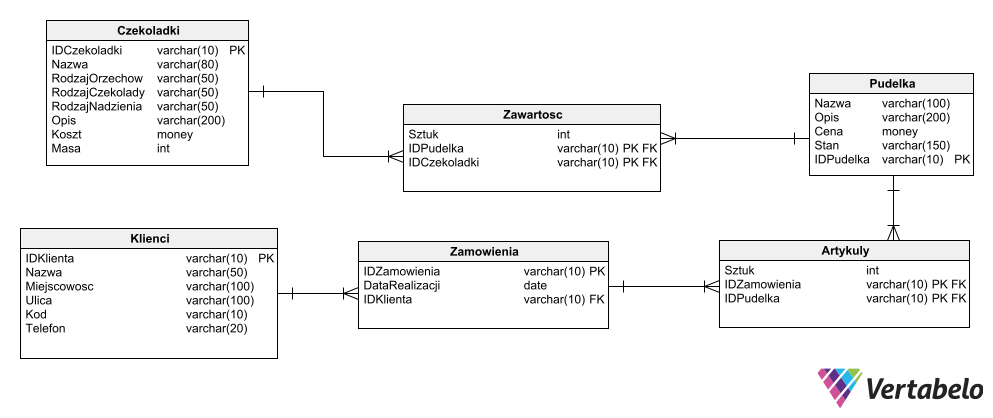 Czekoladki
IDCzekoladki varchar(10) PK
Nazwa varchar(80)
RodzajOrzechow varchar(50)
RodzajCzekolady varchar(50)
RodzajNadzienia varchar(50)
Opis varchar(200)
Koszt money
Masa int
Zawartosc
Sztuk int
IDPudelka varchar(10) PK FK
IDCzekoladki varchar(10) PK FK
Pudelka
Nazwa varchar(100)
Opis varchar(200)
Cena money
Stan varchar(150)
IDPudelka varchar(10) PK
Klienci
IDKlienta varchar(10) PK
Nazwa varchar(50)
Miejscowosc varchar(100)
Ulica varchar(100)
Kod varchar(10)
Telefon varchar(20)
Zamowienia
IDZamowienia varchar(10) PK
DataRealizacji date
IDKlienta varchar(10) FK
Artykuly
Sztuk int
IDZamowienia varchar(10) PK FK
IDPudelka varchar(10) PK FK
Vertabelo